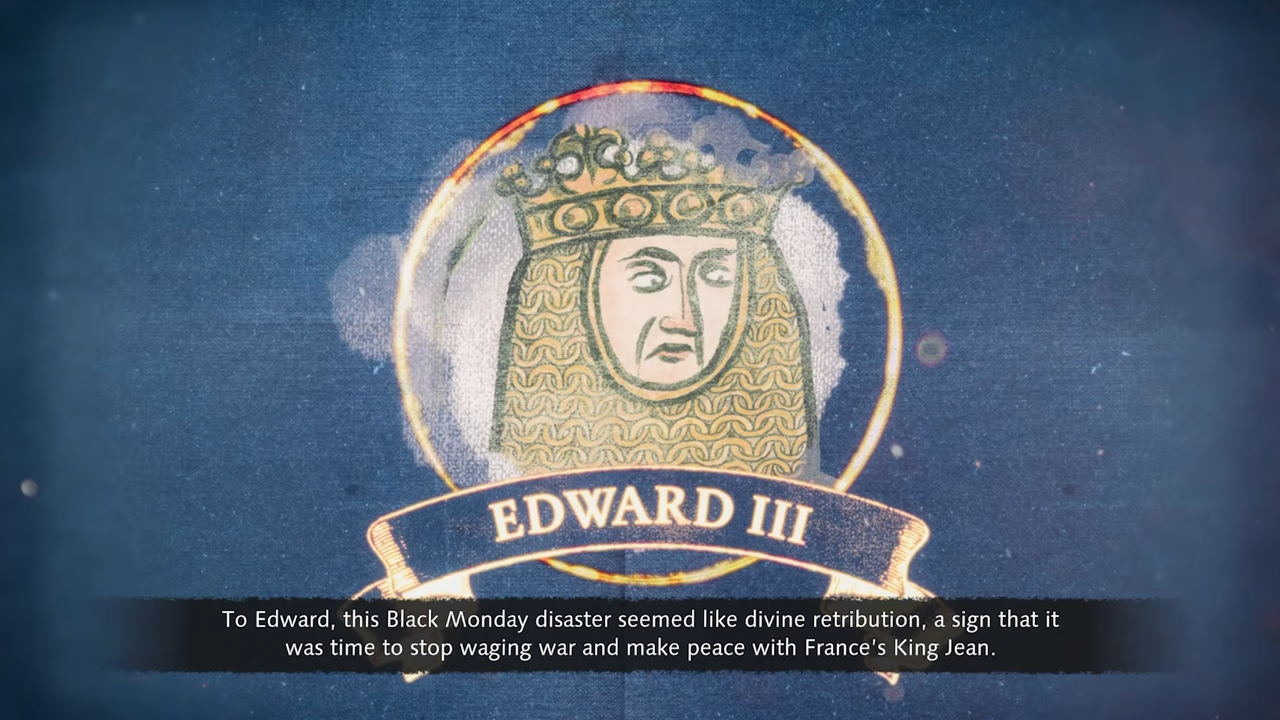 EDWARD III
To Edward, this Black Monday disaster seemed like divine retribution, a sign that it
was time to stop waging war and make peace with France's King Jean.